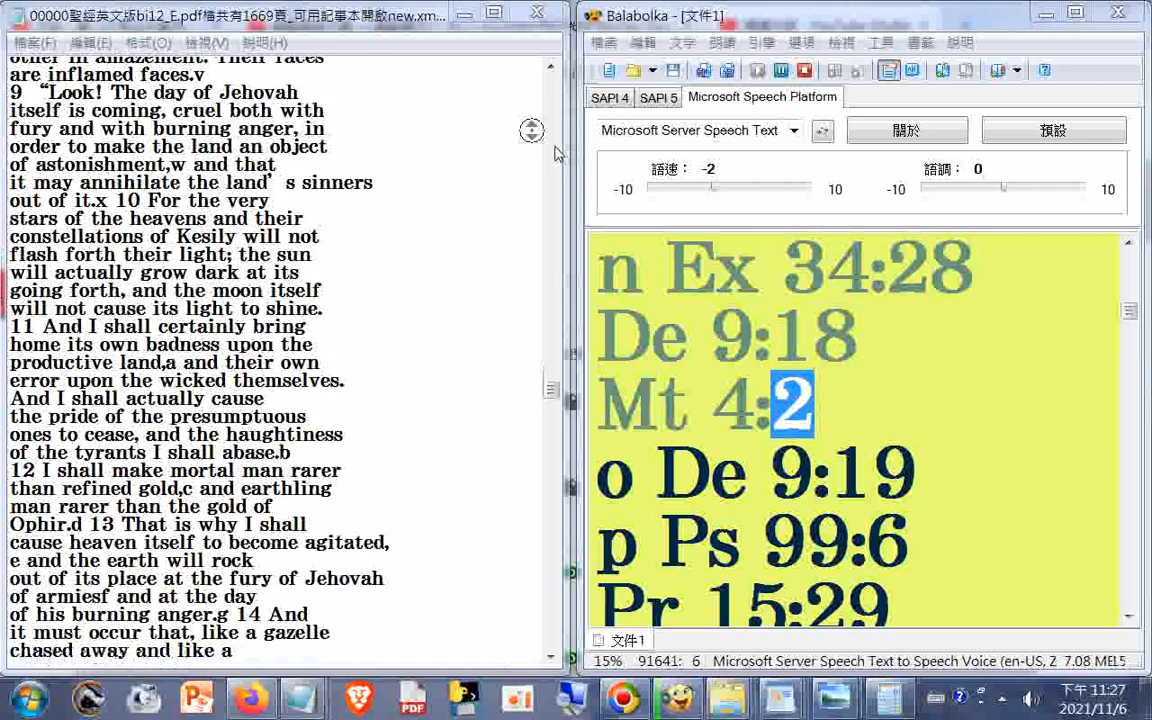 00000聖經英文版bi12_E.pdf檔共有1669頁_可用記事本開啟new.xm...
檔案(F) 編輯(E) 格式(O) 檢視(V) 說明(H)
other in amazement. Their faces
are inflamed faces.v
9 “Look! The day of Jehovah
itself is coming, cruel both with
fury and with burning anger, in
order to make the land an object
of astonishment,w and that
it may annihilate the land’s sinners
out of it.x 10 For the very
stars of the heavens and their
constellations of Kesily will not
flash forth their light; the sun
will actually grow dark at its
going forth, and the moon itself
will not cause its light to shine.
11 And I shall certainly bring
home its own badness upon the
productive land,a and their own
error upon the wicked themselves.
And I shall actually cause
the pride of the presumptuous
ones to cease, and the haughtiness
of the tyrants I shall abase.b
12 I shall make mortal man rarer
than refined gold,c and earthling
man rarer than the gold of
Ophir.d 13 That is why I shall
cause heaven itself to become agitated,
e and the earth will rock
out of its place at the fury of Jehovah
of armiesf and at the day
of his burning anger.g 14 And
it must occur that, like a gazelle
chased away and like a
Balabolka - [文件1]
檔案 編輯 文字 朗讀 引擎 選項 檢視 工具 書籤 說明
SAPI 4 SAPI 5 Microsoft Speech Platform
Microsoft Server Speech Text 關於 預設
語速： -2 語調： 0
-10 10 -10 10
n Ex 34:28
De 9:18
Mt 4:2
o De 9:19
p Ps 99:6
Pr 15:29
文件1
15% 91641: 6 Microsoft Server Speech Text to Speech Voice (en-US, Z 7.08 МЕ15
PDF
下午 11:27
2021/11/6